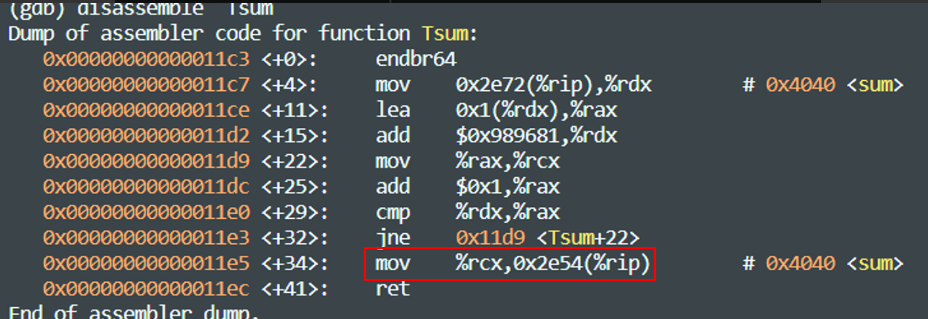 (gdb) disassemble  Tsum
Dump of assembler code for function Tsum:
0x00000000000011c3 <+0>: endbr64
0x00000000000011c7 <+4>: mov 0x2e72(%rip),%rdx # 0x4040 <sum>
0x00000000000011ce <+11>: lea 0x1(%rdx),%rax
0x00000000000011d2 <+15>: add $0x989681,%rdx
0x00000000000011d9 <+22>: mov %rax,%rcx
0x00000000000011dc <+25>: add $0x1,%rax
0x00000000000011e0 <+29>: cmp %rdx,%rax
0x00000000000011e3 <+32>: jne 0x11d9 <Tsum+22>
0x00000000000011e5 <+34>: mov %rcx,0x2e54(%rip) # 0x4040 <sum>
0x00000000000011ec <+41>: ret
End of assembler dump.